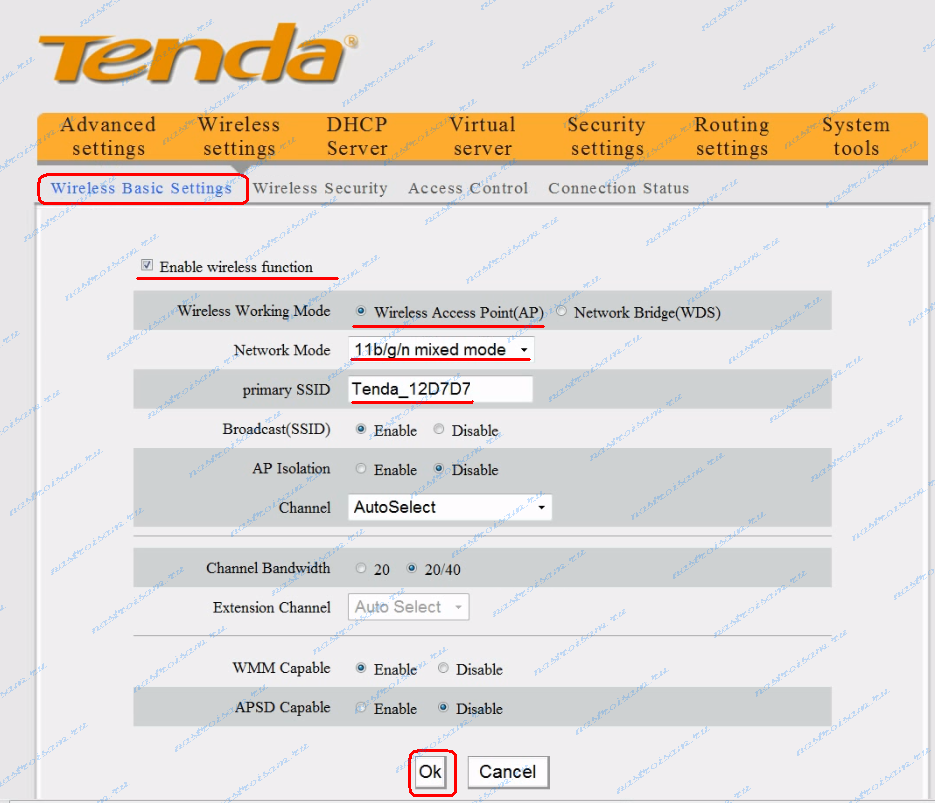 Tenda®
Advanced settings
Wireless settings
DHCP Server
Virtual server
Security settings
Routing settings
System tools
Wireless Basic Settings
Wireless Security
Access Control
Connection Status
Enable wireless function
Wireless Working Mode Wireless Access Point(AP) Network Bridge(WDS)
Network Mode 11b/g/n mixed mode
primary SSID Tenda_12D7D7
Broadcast(SSID) Enable Disable
AP Isolation Enable Disable
Channel AutoSelect
Channel Bandwidth 20 20/40
Extension Channel Auto Select
WMM Capable Enable Disable
APSD Capable Enable Disable
Ok Cancel